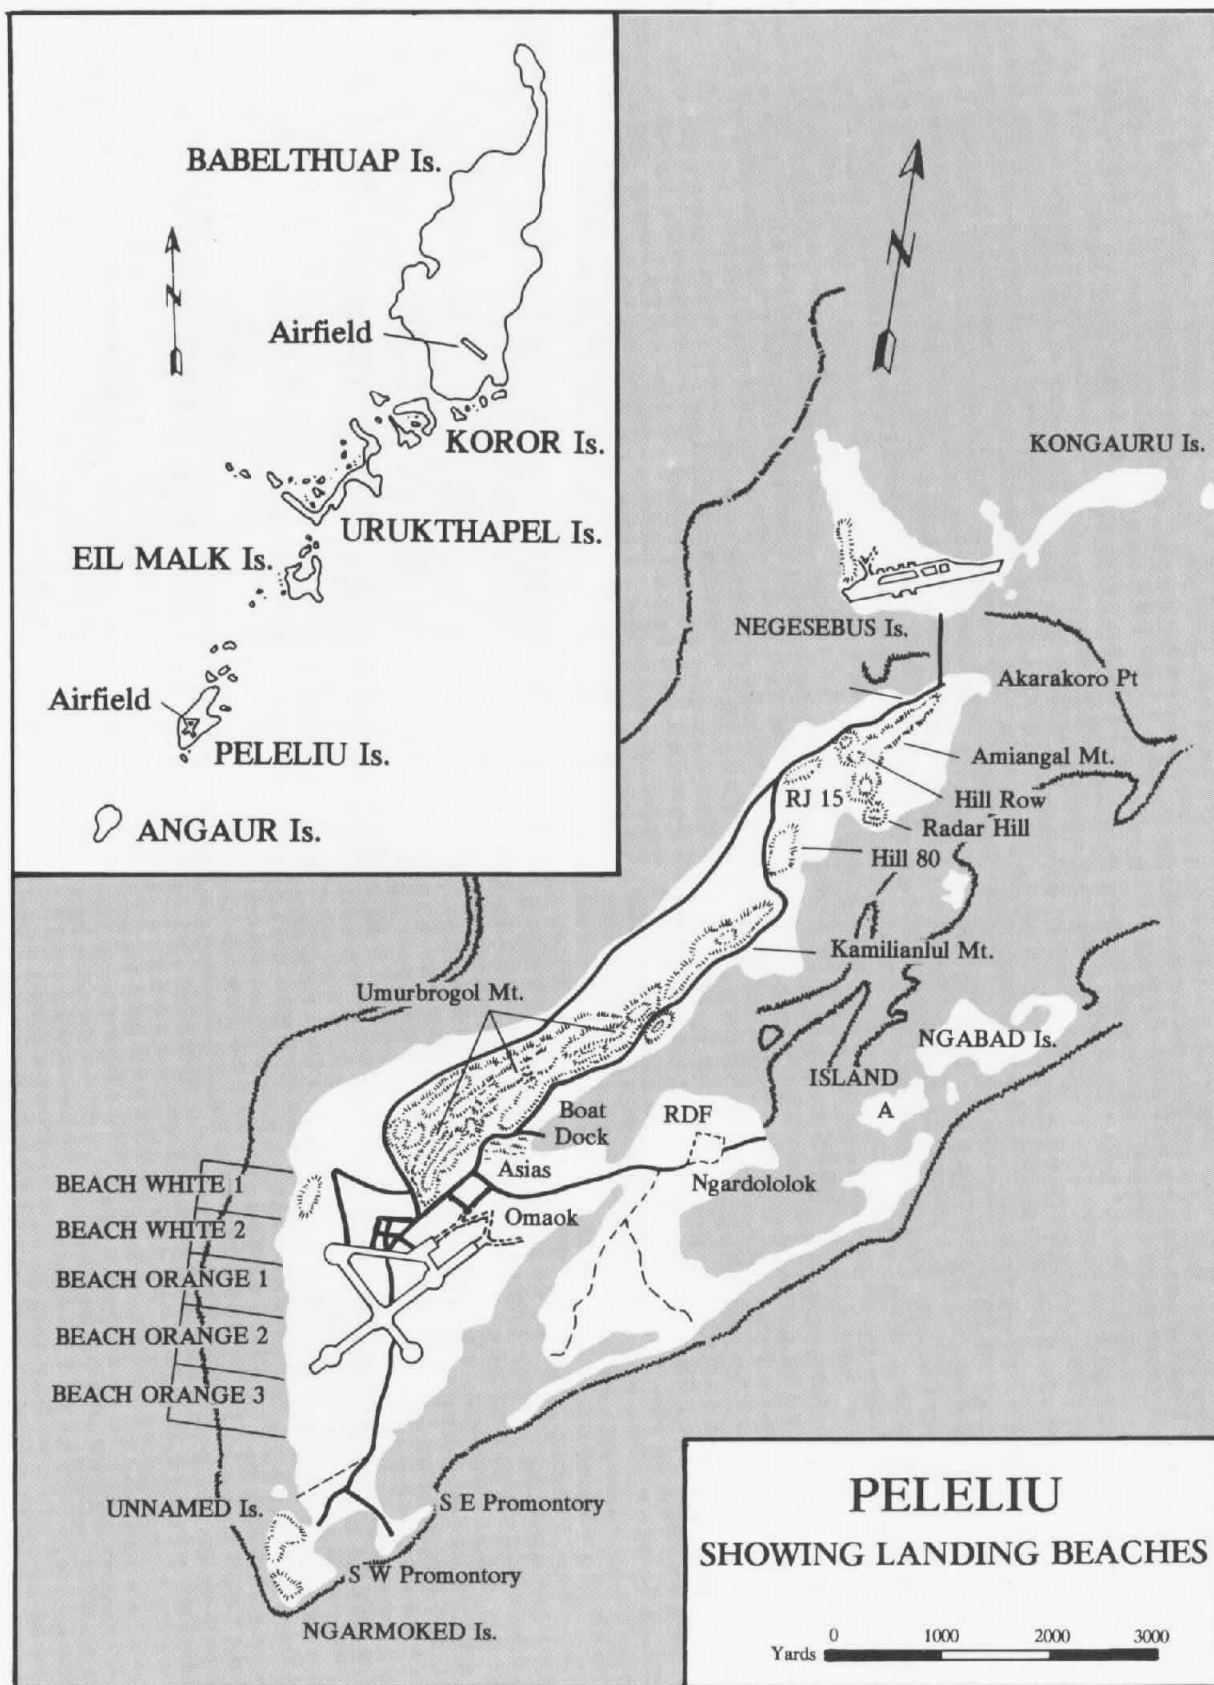 BABELTHUAP Is.
N
Airfield
KOROR Is.
URUKTHAPEL Is.
EIL MALK Is.
Airfield
PELELIU Is.
ANGAUR Is.
N
KONGAURU Is.
NEGESEBUS Is.
Akarakoro Pt
Amiangal Mt.
RJ 15
Hill Row
Radar Hill
Hill 80
Kamilianlul Mt.
Umurbrogol Mt.
NGABAD Is.
ISLAND
A
Boat
Dock
RDF
Asias
Ngardololok
Omaok
BEACH WHITE 1
BEACH WHITE 2
BEACH ORANGE 1
BEACH ORANGE 2
BEACH ORANGE 3
UNNAMED Is.
S E Promontory
S W Promontory
NGARMOKED Is.
PELELIU
SHOWING LANDING BEACHES
Yards 0 1000 2000 3000